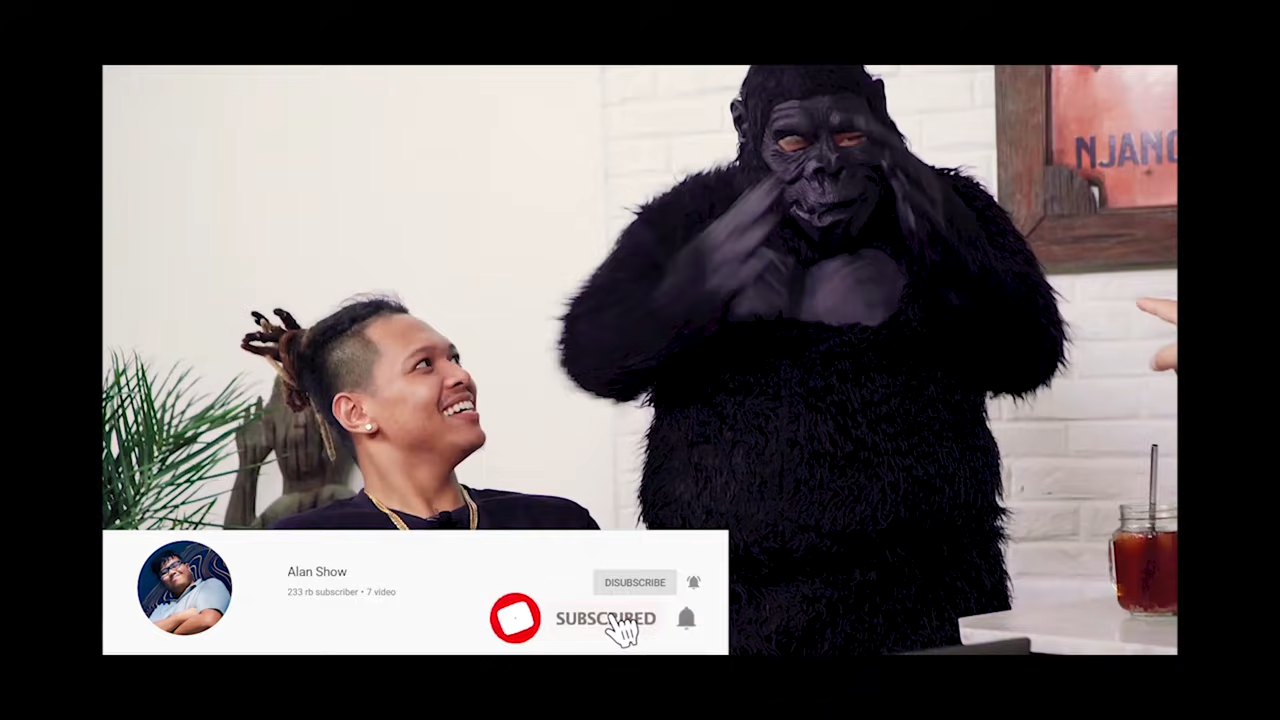 NJANG
Alan Show
233 rb subscriber • 7 video
DISUBSCRIBE
SUBSCRIBED